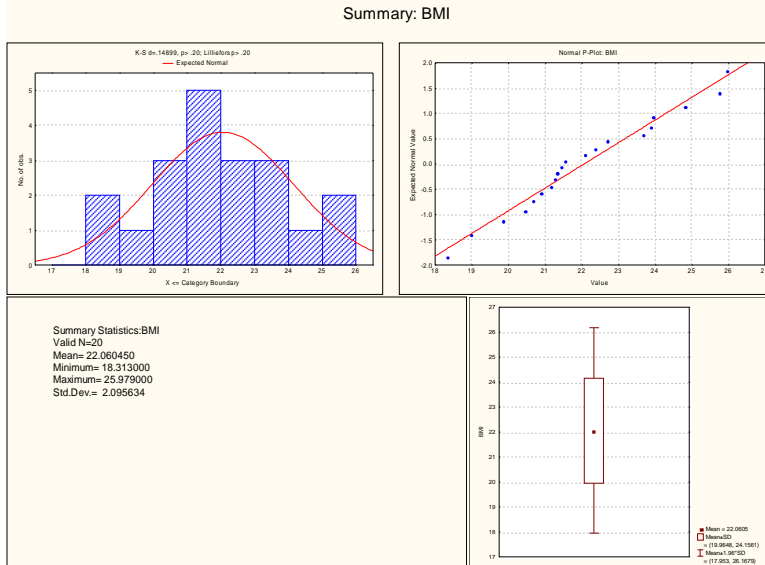 Summary: BMI
K-S d=.14899, p> .20; Lilliefors p> .20
Expected Normal
No. of obs.
5
4
3
2
1
0
17 18 19 20 21 22 23 24 25 26
X <= Category Boundary
Normal P-Plot: BMI
Expected Normal Value
2.0
1.5
1.0
0.5
0.0
-0.5
-1.0
-1.5
-2.0
18 19 20 21 22 23 24 25 26 27
Value
Summary Statistics:BMI
Valid N=20
Mean= 22.060450
Minimum= 18.313000
Maximum= 25.979000
Std.Dev.= 2.095634
BMI
27
26
25
24
23
22
21
20
19
18
17
Mean = 22.0605
Mean±SD
= (19.9648, 24.1561)
Mean±1.96*SD
= (17.953, 26.1679)